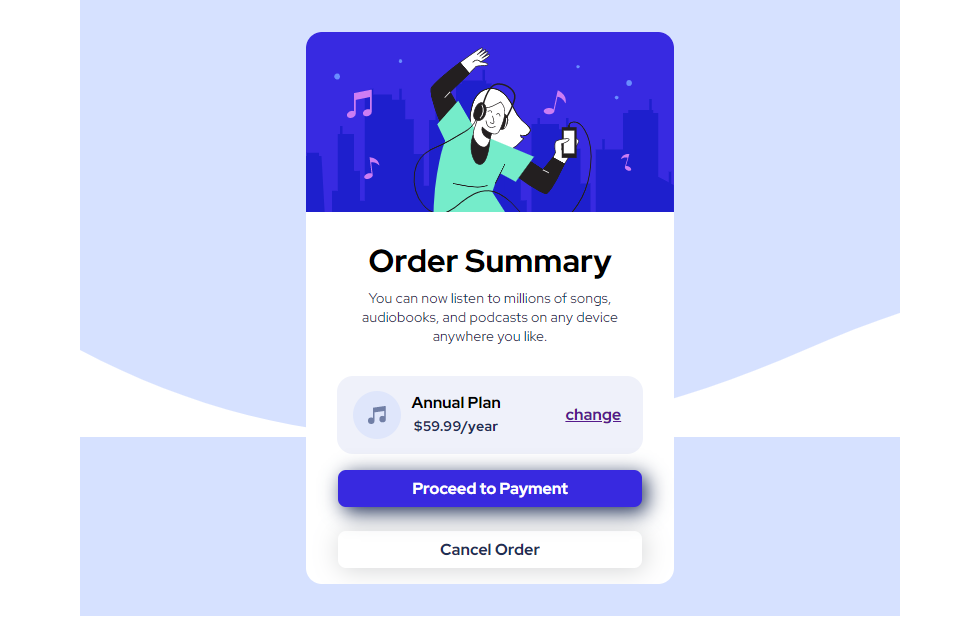 Order Summary
You can now listen to millions of songs,
audiobooks, and podcasts on any device
anywhere you like.
Annual Plan
$59.99/year
change
Proceed to Payment
Cancel Order